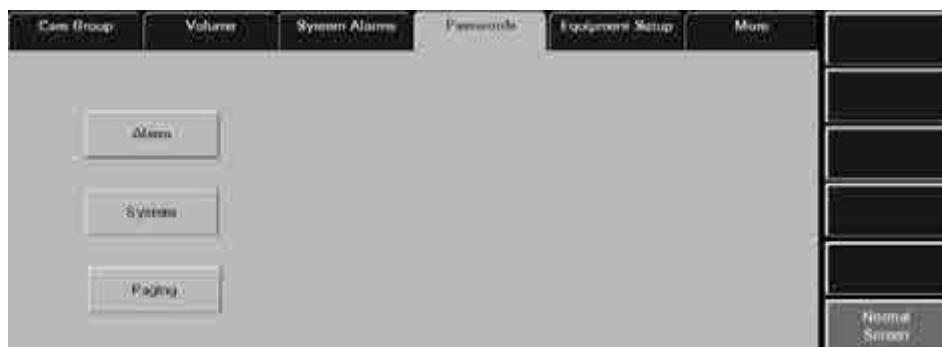 Care Group
Volume
System Alarms
Passwords
Equipment Setup
More
Alarm
System
Paging
Normal
Screen